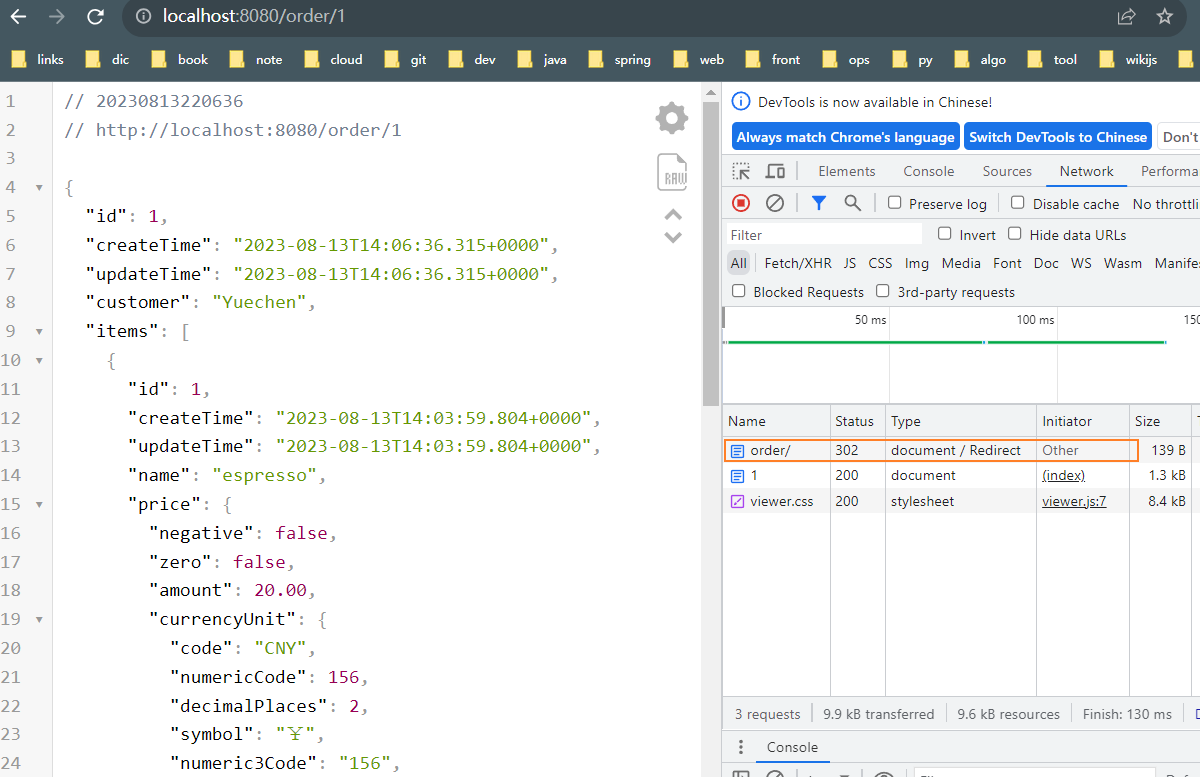 localhost:8080/order/1
links dic book note cloud git dev java spring web front ops py algo tool wikijs
1 // 20230813220636
2 // http://localhost:8080/order/1
3
4 {
5 "id": 1,
6 "createTime": "2023-08-13T14:06:36.315+0000",
7 "updateTime": "2023-08-13T14:06:36.315+0000",
8 "customer": "Yuechen",
9 "items": [
10 {
11 "id": 1,
12 "createTime": "2023-08-13T14:03:59.804+0000",
13 "updateTime": "2023-08-13T14:03:59.804+0000",
14 "name": "espresso",
15 "price": {
16 "negative": false,
17 "zero": false,
18 "amount": 20.00,
19 "currencyUnit": {
20 "code": "CNY",
21 "numericCode": 156,
22 "decimalPlaces": 2,
23 "symbol": "¥",
24 "numeric3Code": "156",
RAW
DevTools is now available in Chinese!
Always match Chrome's language Switch DevTools to Chinese Don't
Elements Console Sources Network Performa
Preserve log Disable cache No throttli
Filter Invert Hide data URLs
All Fetch/XHR JS CSS Img Media Font Doc WS Wasm Manifes
Blocked Requests 3rd-party requests
50 ms 100 ms 150
Name Status Type Initiator Size
order/ 302 document / Redirect Other 139 B
1 200 document (index) 1.3 kB
viewer.css 200 stylesheet viewer.js:7 8.4 kB
3 requests 9.9 kB transferred 9.6 kB resources Finish: 130 ms
Console